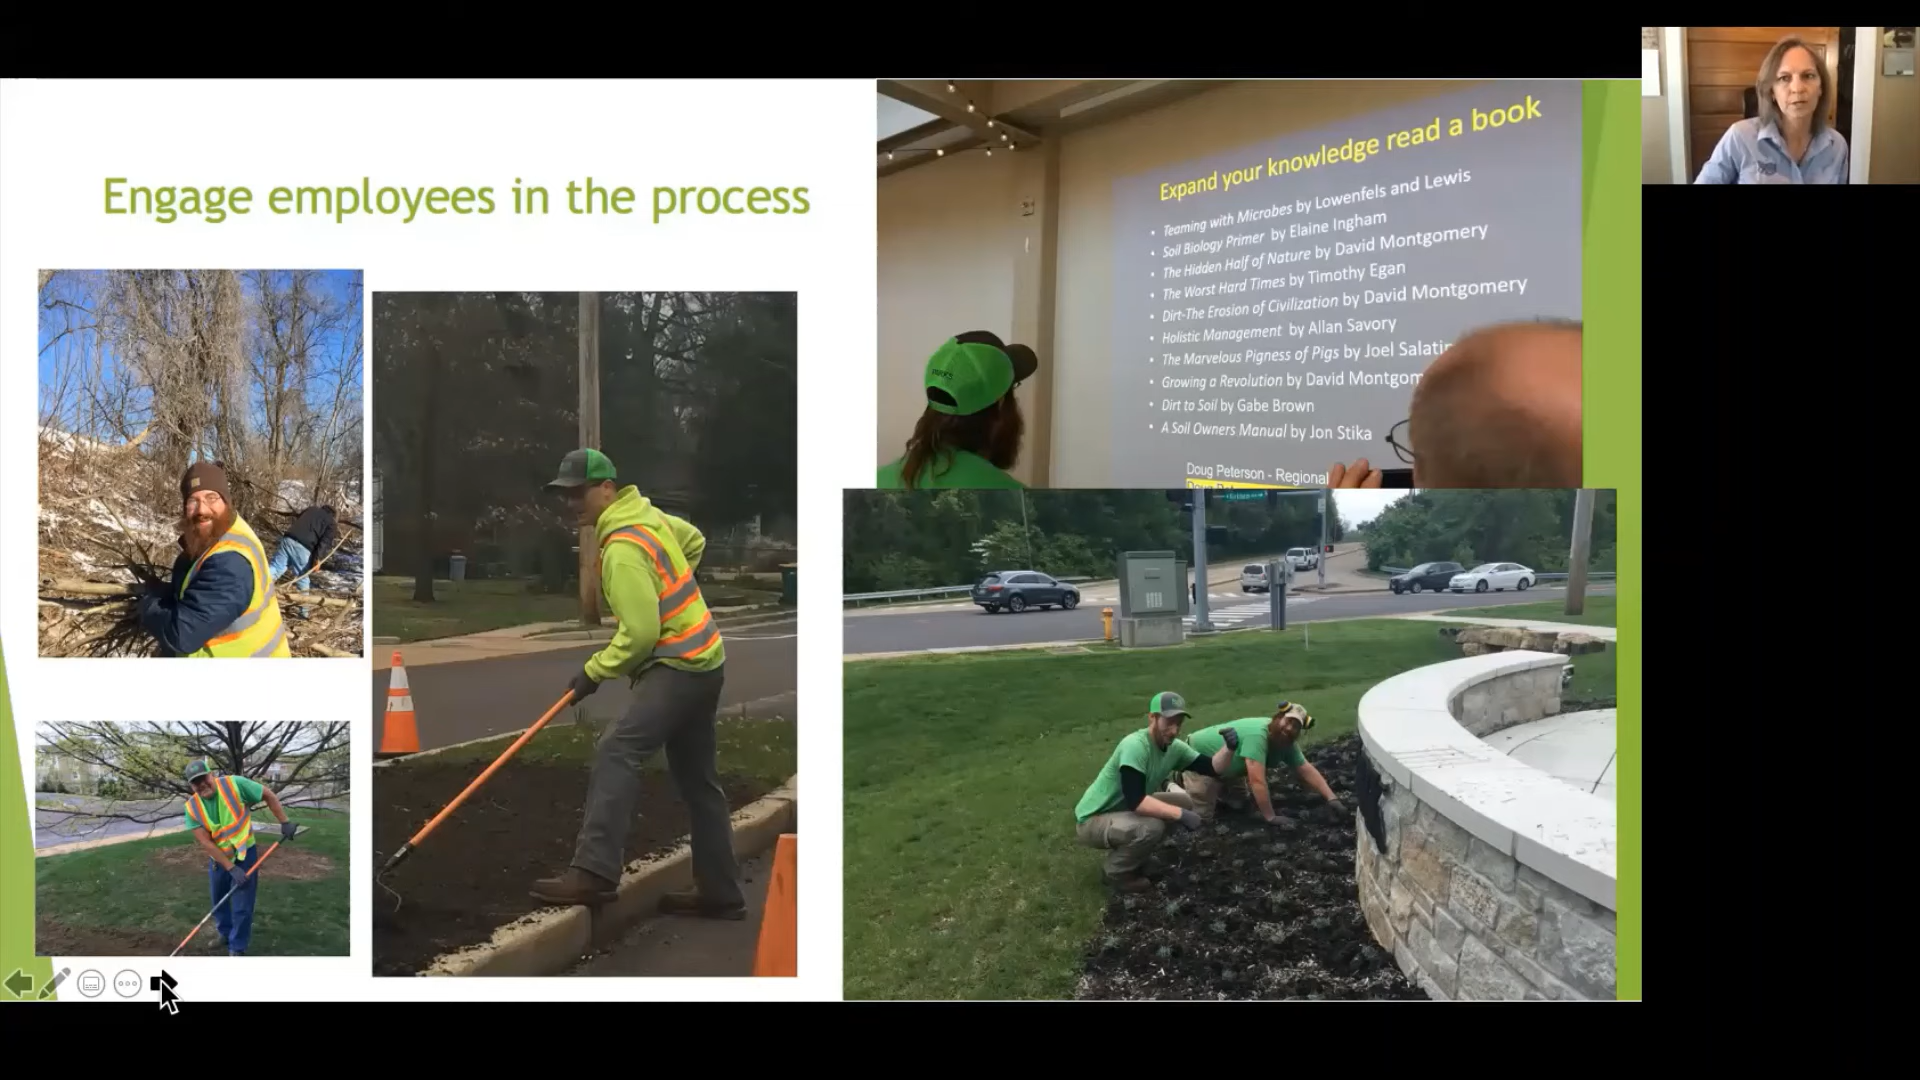 Engage employees in the process
Expand your knowledge read a book
• Teaming with Microbes by Lowenfels and Lewis
• Soil Biology Primer by Elaine Ingham
• The Hidden Half of Nature by David Montgomery
• The Worst Hard Times by Timothy Egan
• Dirt-The Erosion of Civilization by David Montgomery
• Holistic Management by Allan Savory
• The Marvelous Pigness of Pigs by Joel Salatin
• Growing a Revolution by David Montgom
• Dirt to Soil by Gabe Brown
• A Soil Owners Manual by Jon Stika
Doug Peterson - Regional